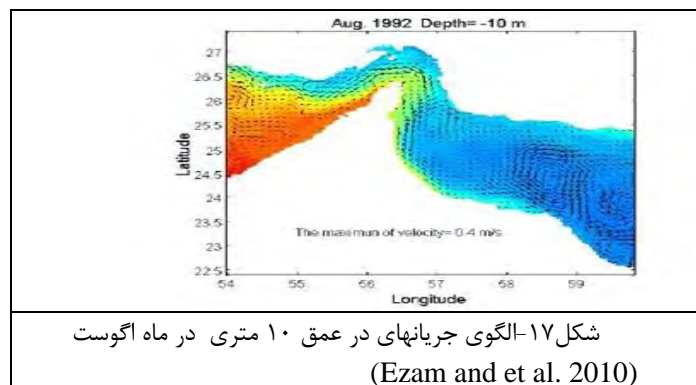 Aug. 1992 Depth= -10 m
27
26.5
26
25.5
25
24.5
24
23.5
23
22.5
Latitude
The maximun of velocity= 0.4 m/s
54 55 56 57 58 59
Longitude
شکل۱۷-الگوی جریانهای در عمق ۱۰ متری در ماه اگوست
(Ezam and et al. 2010)